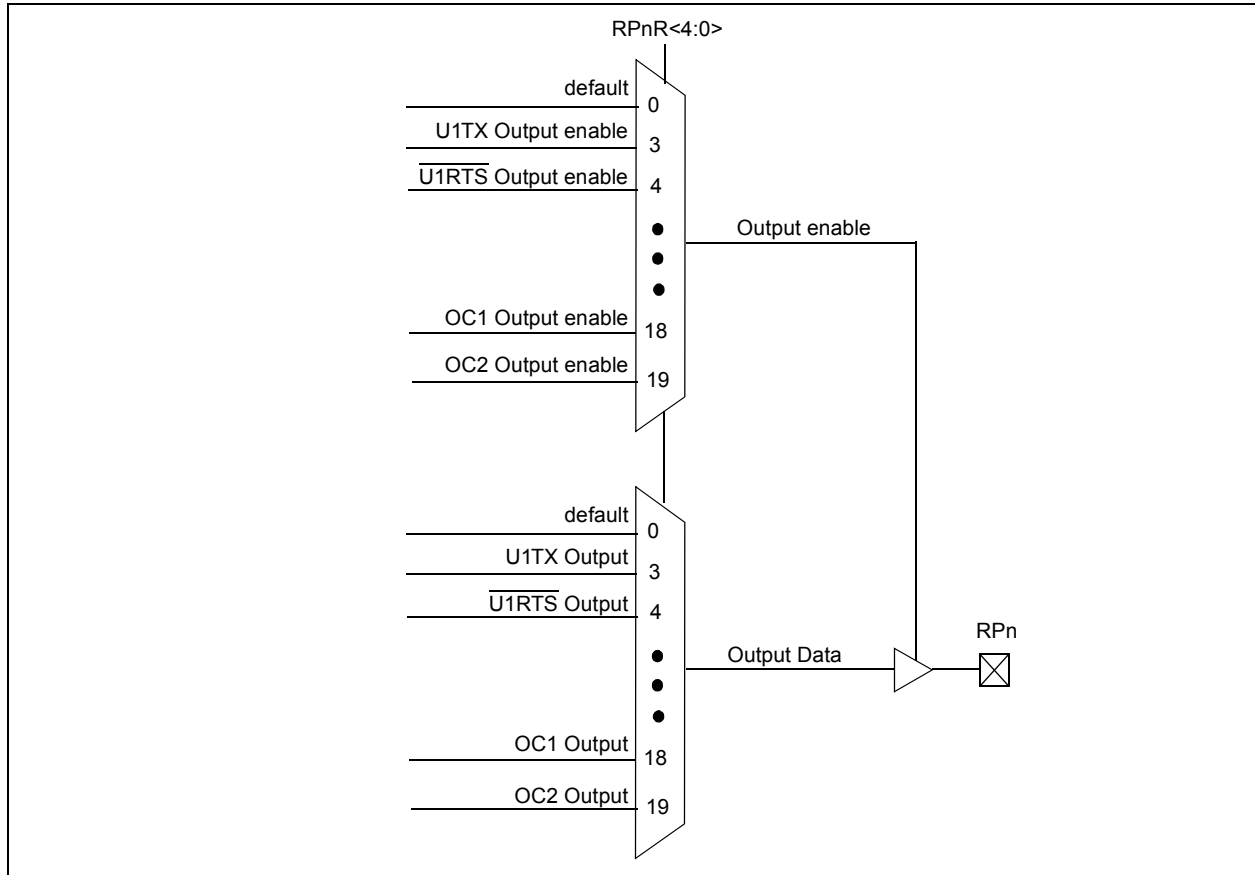 RPnR<4:0>
default
0
U1TX Output enable
3
U1RTS Output enable
4
Output enable
OC1 Output enable
18
OC2 Output enable
19
default
0
U1TX Output
3
U1RTS Output
4
RPn
Output Data
OC1 Output
18
OC2 Output
19